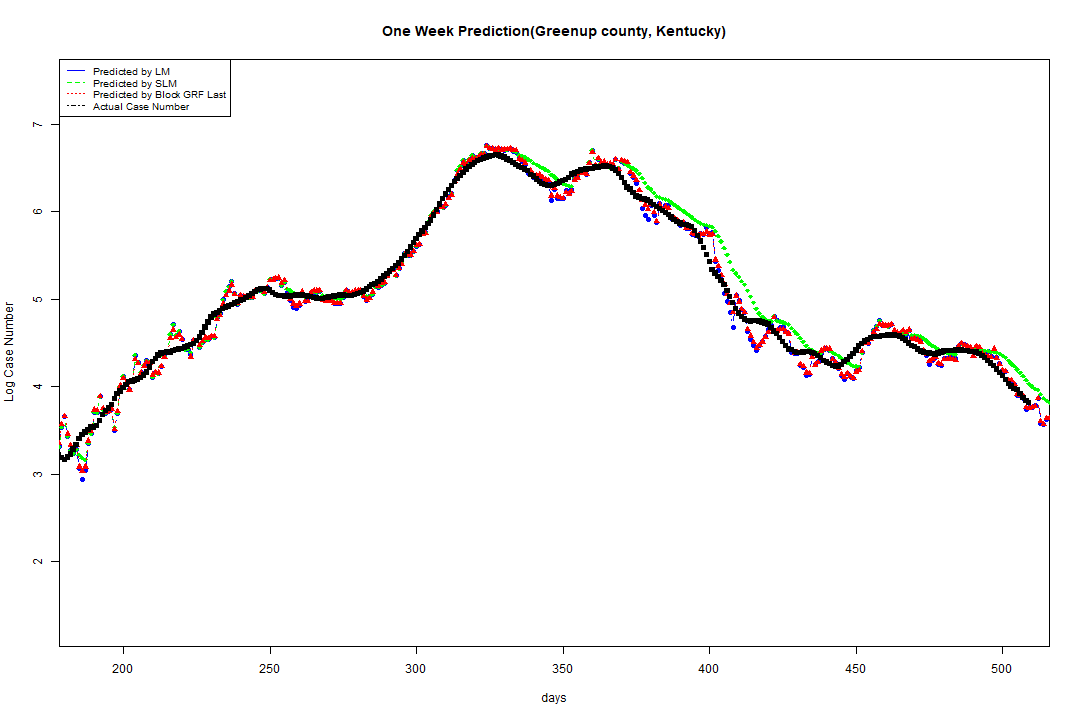 One Week Prediction(Greenup county, Kentucky)
Predicted by LM
Predicted by SLM
Predicted by Block GRF Last
Actual Case Number
7
6
5
4
3
2
Log Case Number
200 250 300 350 400 450 500
days